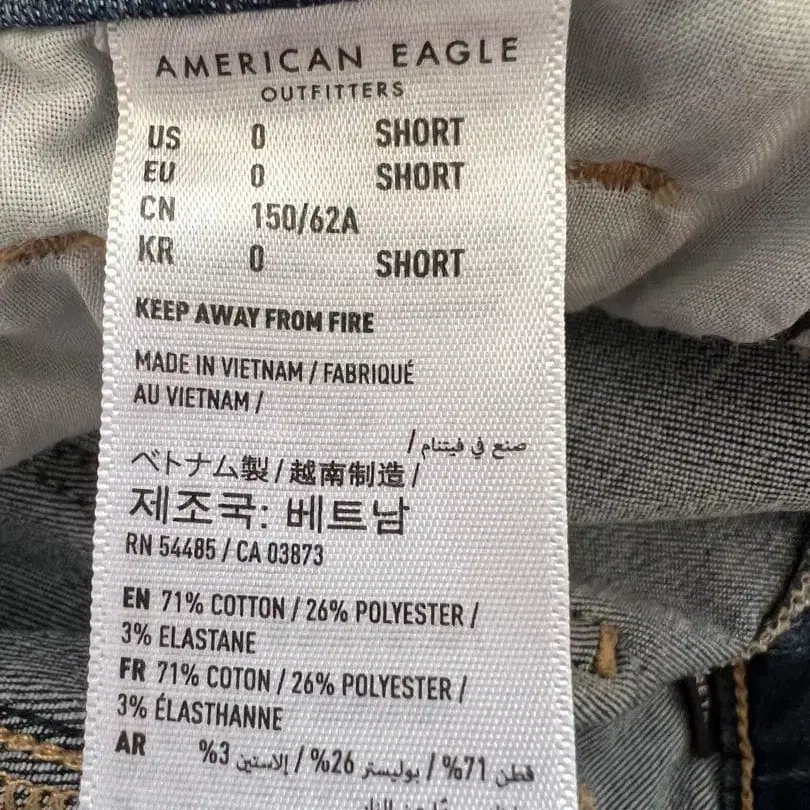 AMERICAN EAGLE
OUTFITTERS
US 0 SHORT
EU 0 SHORT
CN 150/62A
KR 0 SHORT
KEEP AWAY FROM FIRE
MADE IN VIETNAM / FABRIQUÉ
AU VIETNAM /
صنع في فيتنام /
ベトナム製 / 越南制造 /
제조국: 베트남
RN 54485 / CA 03873
EN 71% COTTON / 26% POLYESTER /
3% ELASTANE
FR 71% COTON / 26% POLYESTER /
3% ÉLASTHANNE
AR قطن 71% / بوليستر 26% / إلاستين 3%